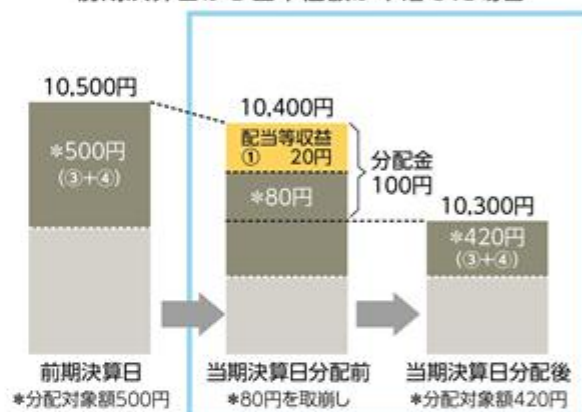 10,500円
*500円
(③+④)
10,400円
配当等収益
① 20円
*80円
分配金
100円
10,300円
*420円
(③+④)
前期決算日
*分配対象額500円
当期決算日分配前
*80円を取崩し
当期決算日分配後
*分配対象額420円